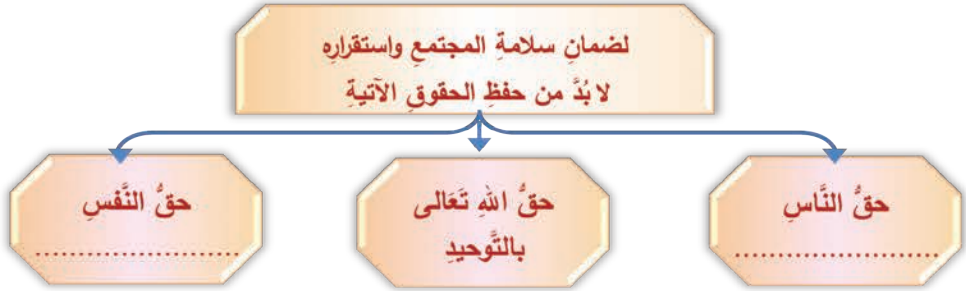 لضمانِ سلامةِ المجتمعِ واستقرارِهِ
لا بُدَّ من حفظِ الحقوقِ الآتيةِ
حقُّ النَّاسِ
........................
حقُّ اللهِ تَعَالى
بالتَّوحيدِ
حقُّ النَّفسِ
........................